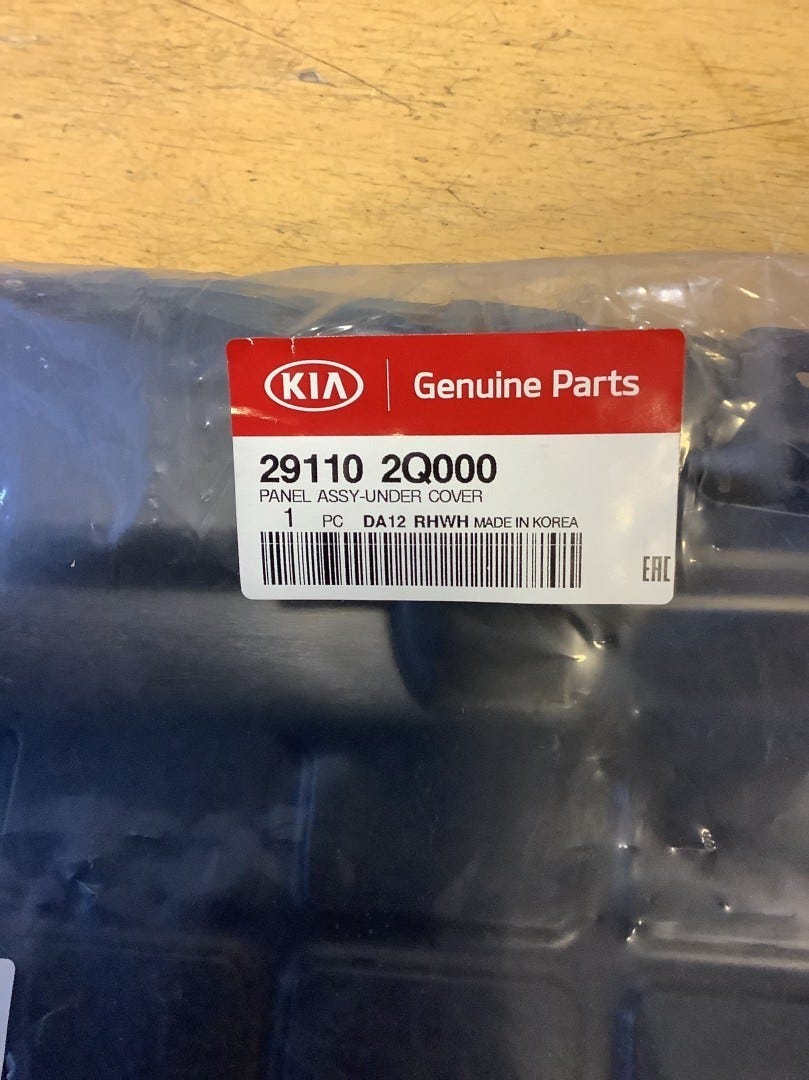 KIA Genuine Parts
29110 2Q000
PANEL ASSY-UNDER COVER
1 PC DA12 RHWH MADE IN KOREA
EAC